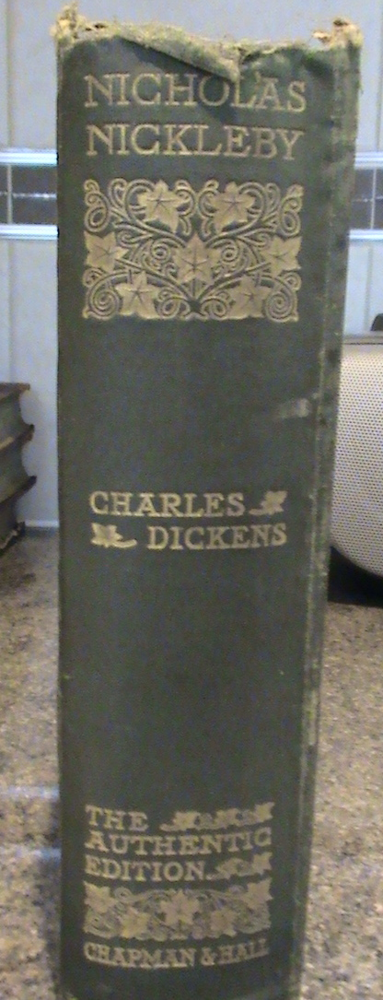 NICHOLAS
NICKLEBY
CHARLES
DICKENS
THE
AUTHENTIC
EDITION
CHAPMAN & HALL